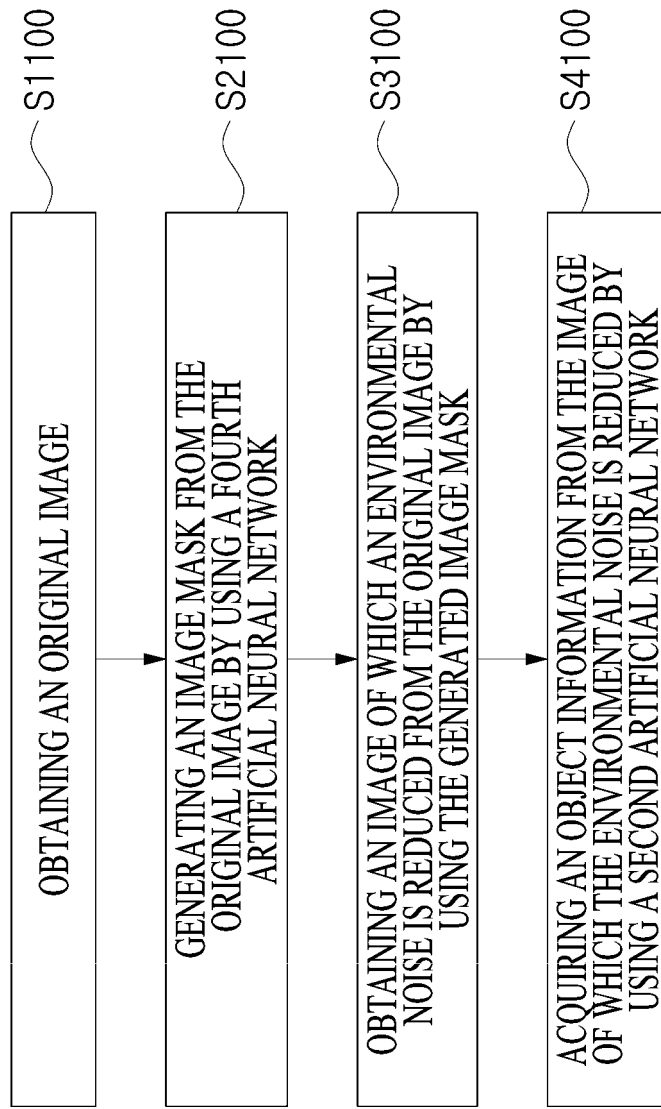 OBTAINING AN ORIGINAL IMAGE
S1100
GENERATING AN IMAGE MASK FROM THE
ORIGINAL IMAGE BY USING A FOURTH
ARTIFICIAL NEURAL NETWORK
S2100
OBTAINING AN IMAGE OF WHICH AN ENVIRONMENTAL
NOISE IS REDUCED FROM THE ORIGINAL IMAGE BY
USING THE GENERATED IMAGE MASK
S3100
ACQUIRING AN OBJECT INFORMATION FROM THE IMAGE
OF WHICH THE ENVIRONMENTAL NOISE IS REDUCED BY
USING A SECOND ARTIFICIAL NEURAL NETWORK
S4100